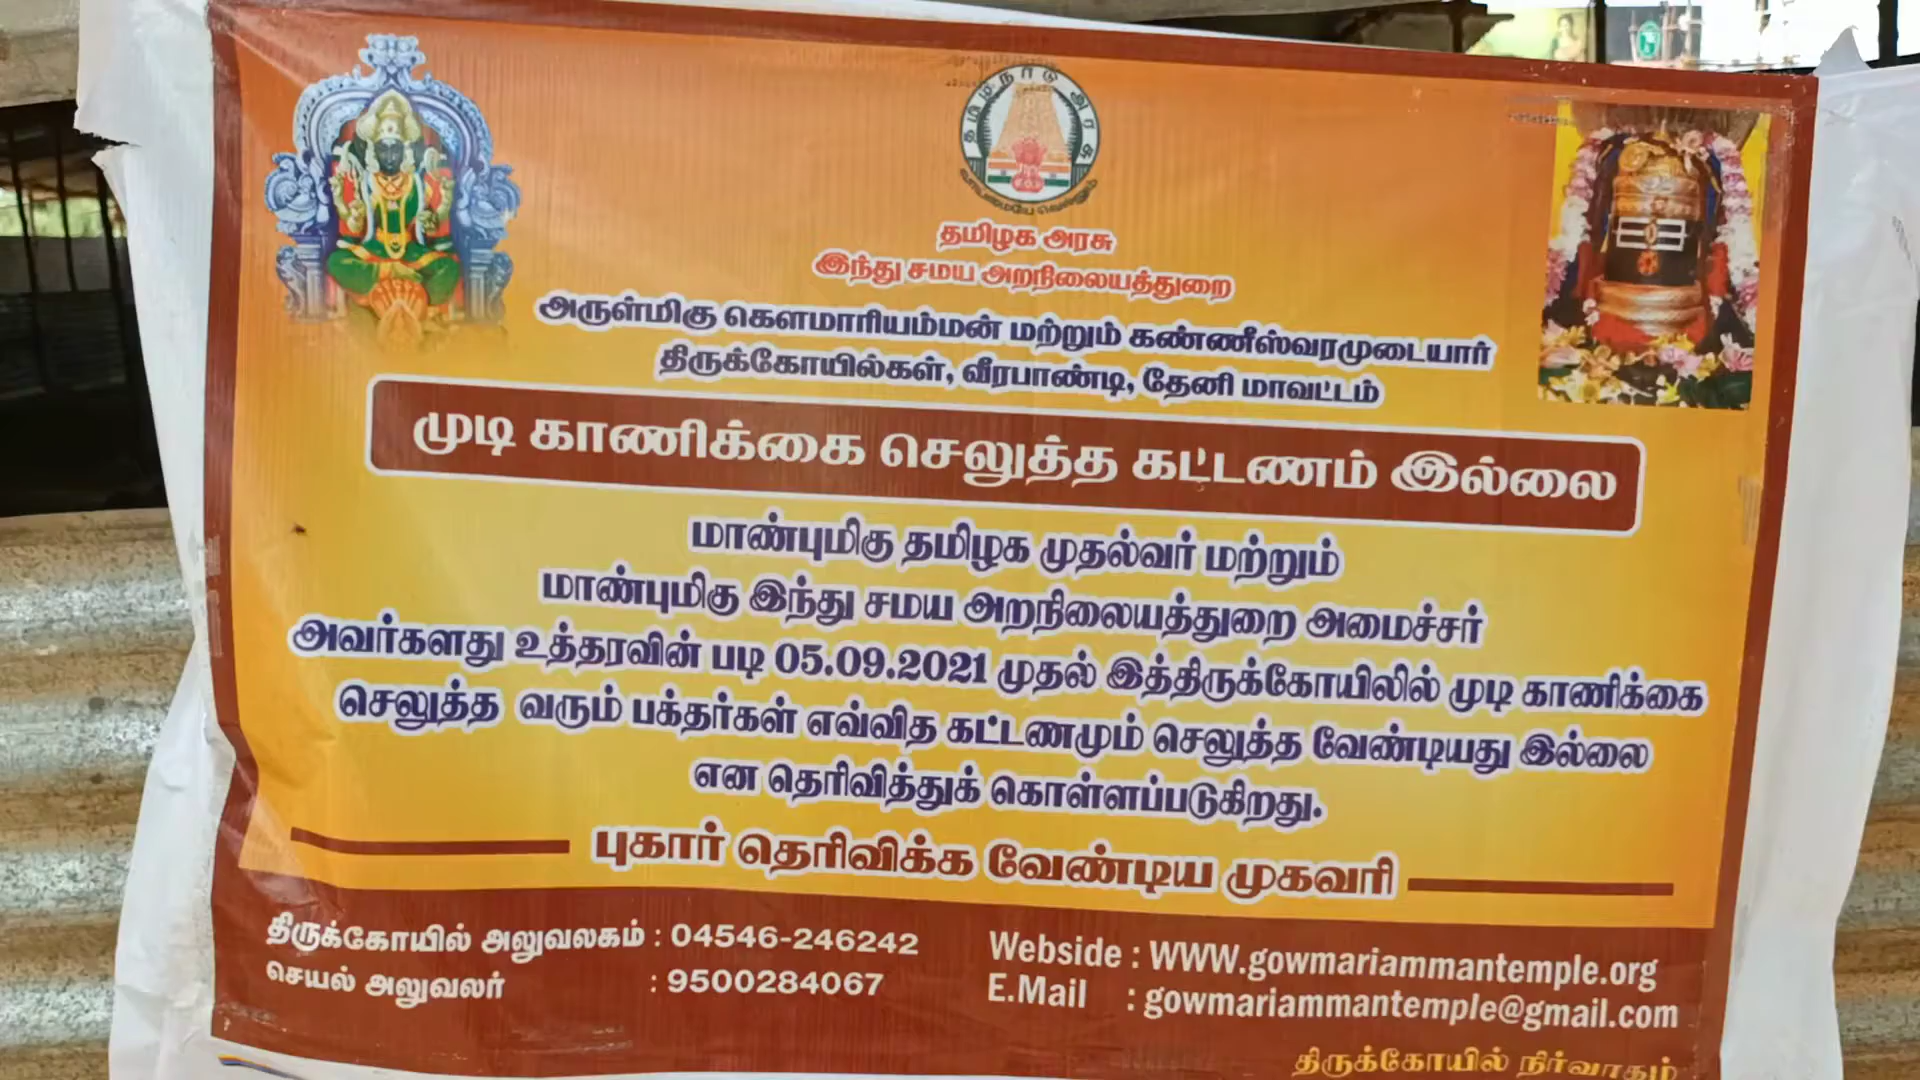 தமிழ்நாடு அரசு
வாய்மையே வெல்லும்
தமிழக அரசு
இந்து சமய அறநிலையத்துறை
அருள்மிகு கௌமாரியம்மன் மற்றும் கண்ணீஸ்வரமுடையார்
திருக்கோயில்கள், வீரபாண்டி, தேனி மாவட்டம்
முடி காணிக்கை செலுத்த கட்டணம் இல்லை
மாண்புமிகு தமிழக முதல்வர் மற்றும்
மாண்புமிகு இந்து சமய அறநிலையத்துறை அமைச்சர்
அவர்களது உத்தரவின் படி 05.09.2021 முதல் இத்திருக்கோயிலில் முடி காணிக்கை
செலுத்த வரும் பக்தர்கள் எவ்வித கட்டணமும் செலுத்த வேண்டியது இல்லை
என தெரிவித்துக் கொள்ளப்படுகிறது.
புகார் தெரிவிக்க வேண்டிய முகவரி
திருக்கோயில் அலுவலகம் : 04546-246242
செயல் அலுவலர் : 9500284067
Webside : WWW.gowmariammantemple.org
E.Mail : gowmariammantemple@gmail.com
திருக்கோயில் நிர்வாகம்